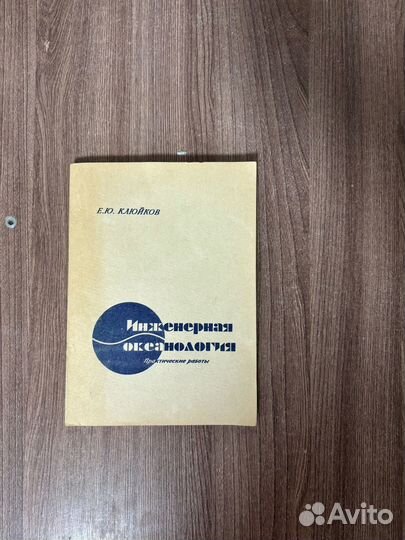 Е.Ю. КЛЮЙКОВ
Инженерная
океанология
Практические работы
Avito